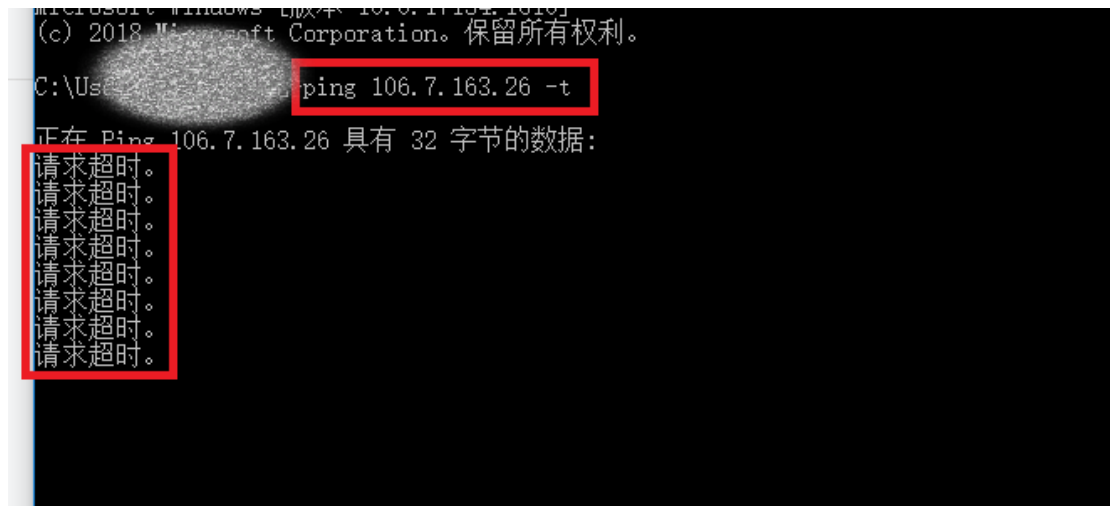 (c) 2018 Microsoft Corporation。保留所有权利。
C:\Us ping 106.7.163.26 -t
正在 Ping 106.7.163.26 具有 32 字节的数据:
请求超时。
请求超时。
请求超时。
请求超时。
请求超时。
请求超时。
请求超时。
请求超时。